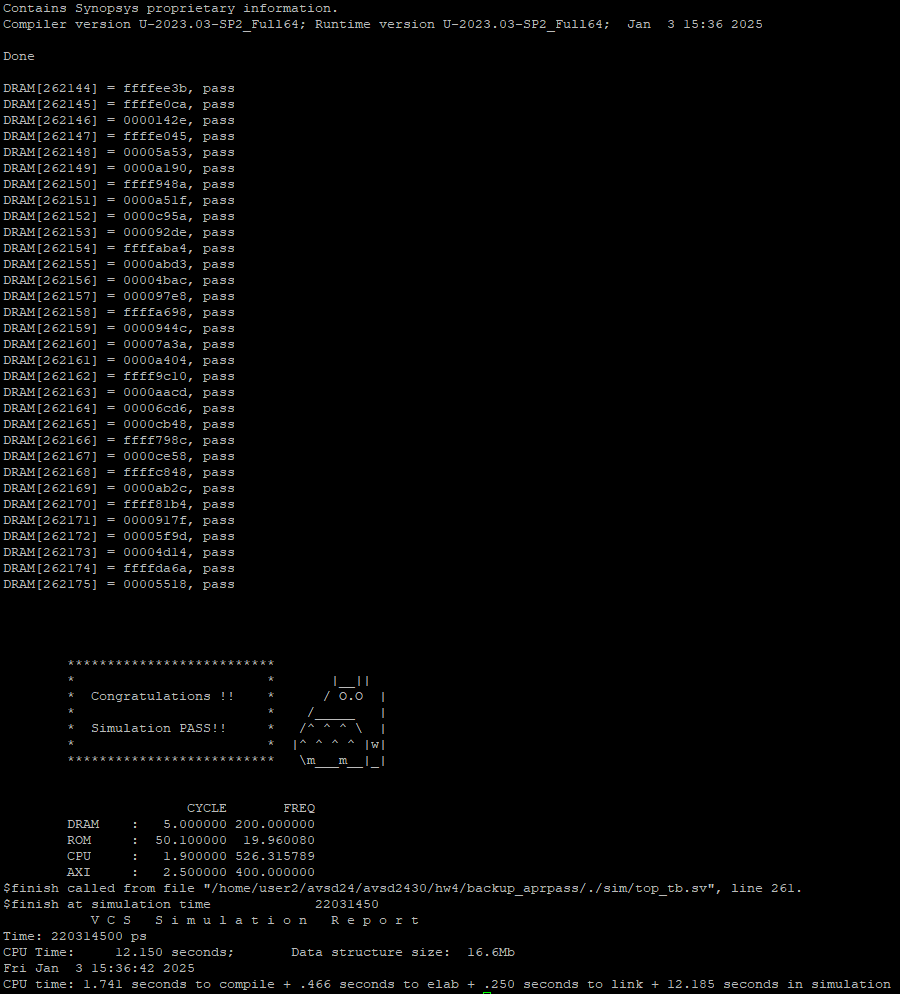 Contains Synopsys proprietary information.
Compiler version U-2023.03-SP2_Full64; Runtime version U-2023.03-SP2_Full64;  Jan  3 15:36 2025

Done

DRAM[262144] = ffffee3b, pass
DRAM[262145] = ffffe0ca, pass
DRAM[262146] = 0000142e, pass
DRAM[262147] = ffffe045, pass
DRAM[262148] = 00005a53, pass
DRAM[262149] = 0000a190, pass
DRAM[262150] = ffff948a, pass
DRAM[262151] = 0000a51f, pass
DRAM[262152] = 0000c95a, pass
DRAM[262153] = 000092de, pass
DRAM[262154] = ffffaba4, pass
DRAM[262155] = 0000abd3, pass
DRAM[262156] = 00004bac, pass
DRAM[262157] = 000097e8, pass
DRAM[262158] = ffffa698, pass
DRAM[262159] = 0000944c, pass
DRAM[262160] = 00007a3a, pass
DRAM[262161] = 0000a404, pass
DRAM[262162] = ffff9c10, pass
DRAM[262163] = 0000aacd, pass
DRAM[262164] = 00006cd6, pass
DRAM[262165] = 0000cb48, pass
DRAM[262166] = ffff798c, pass
DRAM[262167] = 0000ce58, pass
DRAM[262168] = ffffc848, pass
DRAM[262169] = 0000ab2c, pass
DRAM[262170] = ffff81b4, pass
DRAM[262171] = 0000917f, pass
DRAM[262172] = 00005f9d, pass
DRAM[262173] = 00004d14, pass
DRAM[262174] = ffffda6a, pass
DRAM[262175] = 00005518, pass

        **************************
        *                        *       |__||
        *  Congratulations !!    *      / O.O  |
        *                        *    /_____   |
        *  Simulation PASS!!     *   /^ ^ ^ \  |
        *                        *  |^ ^ ^ ^ |w|
        **************************   \m___m__|_|

                       CYCLE       FREQ
        DRAM    :   5.000000 200.000000
        ROM     :  50.100000  19.960080
        CPU     :   1.900000 526.315789
        AXI     :   2.500000 400.000000
$finish called from file "/home/user2/avsd24/avsd2430/hw4/backup_aprpass/./sim/top_tb.sv", line 261.
$finish at simulation time             22031450
           V C S   S i m u l a t i o n   R e p o r t
Time: 220314500 ps
CPU Time:     12.150 seconds;       Data structure size:  16.6Mb
Fri Jan  3 15:36:42 2025
CPU time: 1.741 seconds to compile + .466 seconds to elab + .250 seconds to link + 12.185 seconds in simulation